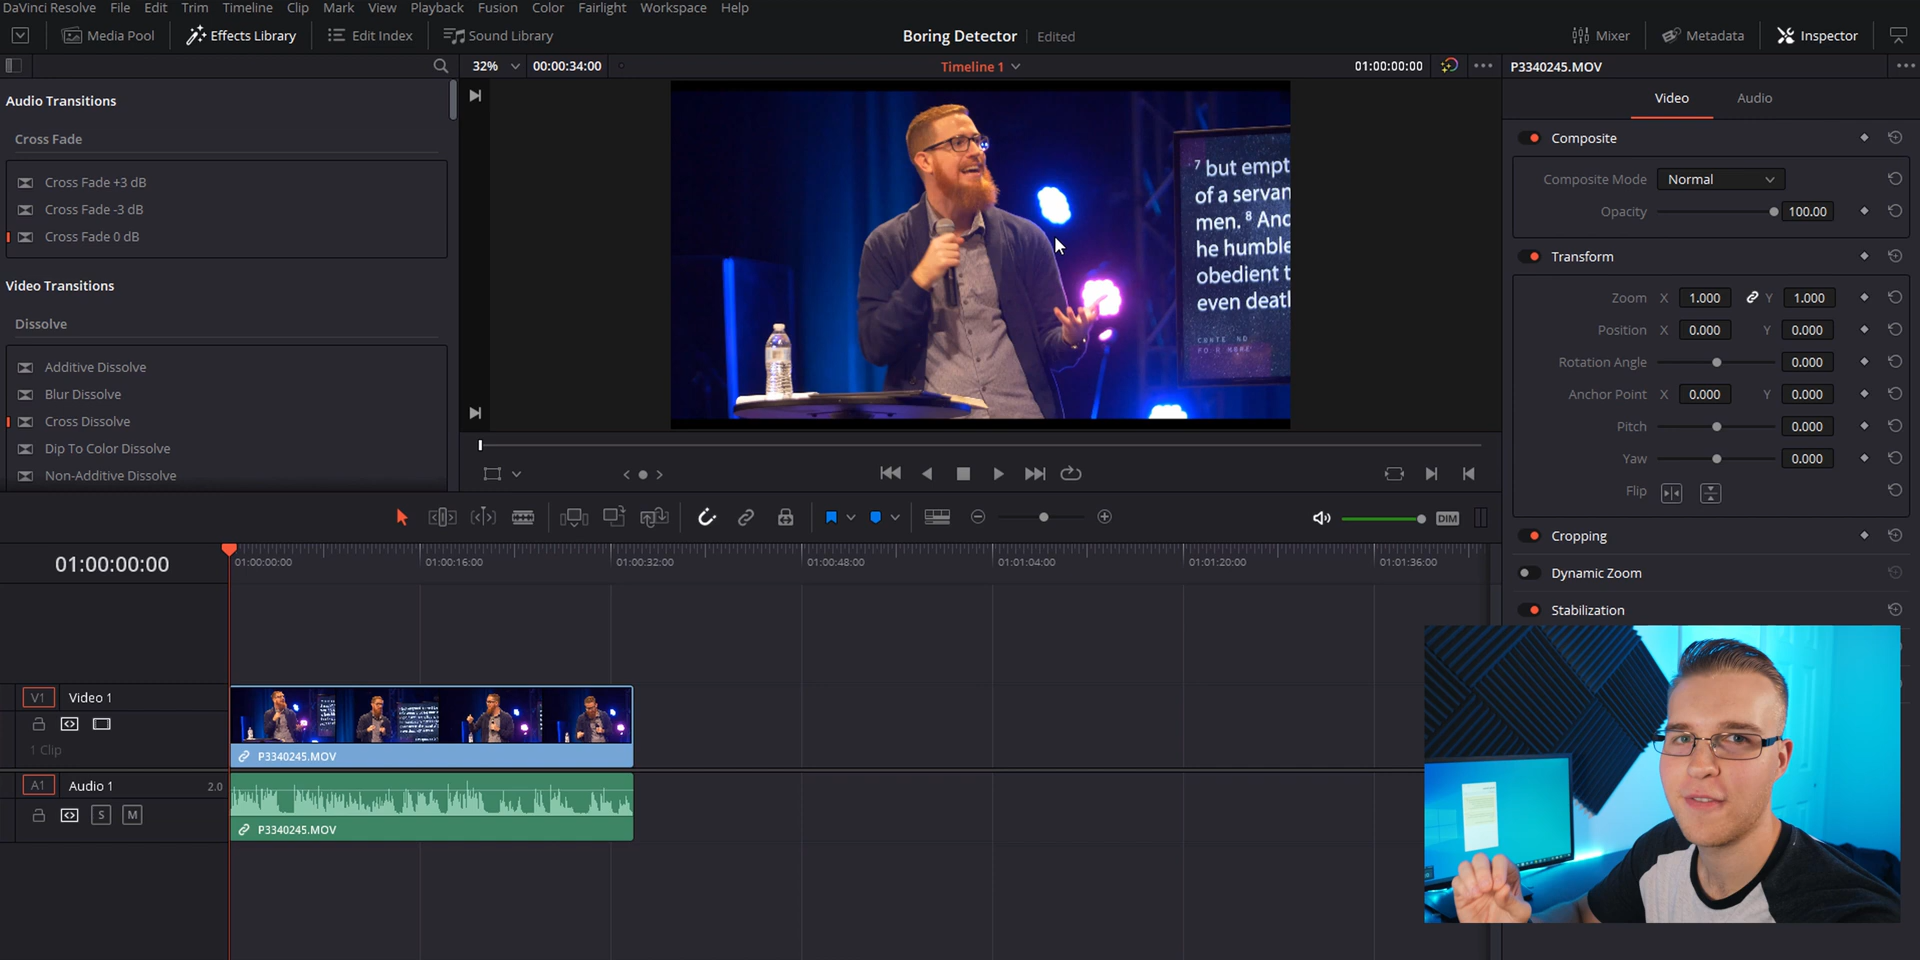 DaVinci Resolve File Edit Trim Timeline Clip Mark View Playback Fusion Color Fairlight Workspace Help
Media Pool Effects Library Edit Index Sound Library Boring Detector Edited Mixer Metadata Inspector
32% 00:00:34:00 Timeline 1 01:00:00:00 P3340245.MOV
Audio Transitions
Cross Fade
Cross Fade +3 dB
Cross Fade -3 dB
Cross Fade 0 dB
Video Transitions
Dissolve
Additive Dissolve
Blur Dissolve
Cross Dissolve
Dip To Color Dissolve
Non-Additive Dissolve
7 but empt
of a servan
men. 8 And
he humble
obedient t
even deatl
Video Audio
Composite
Composite Mode Normal
Opacity 100.00
Transform
Zoom X 1.000 Y 1.000
Position X 0.000 Y 0.000
Rotation Angle 0.000
Anchor Point X 0.000 Y 0.000
Pitch 0.000
Yaw 0.000
Flip
Cropping
Dynamic Zoom
Stabilization
DIM
01:00:00:00
01:00:00:00 01:00:16:00 01:00:32:00 01:00:48:00 01:01:04:00 01:01:20:00 01:01:36:00
V1 Video 1
1 Clip
P3340245.MOV
A1 Audio 1 2.0
S M
P3340245.MOV